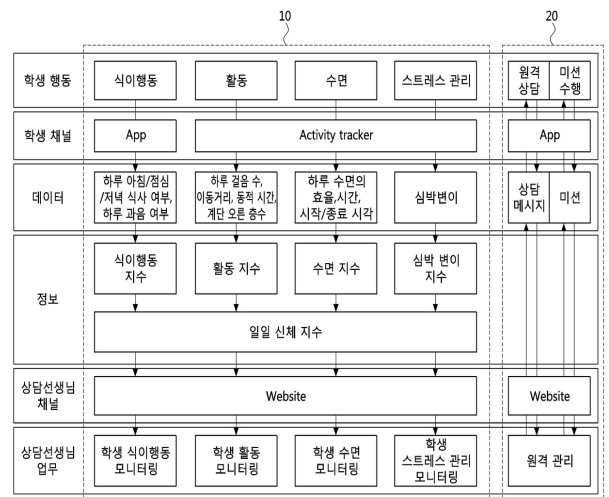 10
20
학생 행동
식이행동
활동
수면
스트레스 관리
원격
상담
미션
수행
학생 채널
App
Activity tracker
App
데이터
하루 아침/점심
/저녁 식사 여부,
하루 과음 여부
하루 걸음 수,
이동거리, 동적 시간,
계단 오른 층수
하루 수면의
효율,시간,
시작/종료 시각
심박변이
상담
메시지
미션
정보
식이행동
지수
활동 지수
수면 지수
심박 변이
지수
일일 신체 지수
상담선생님
채널
Website
Website
상담선생님
업무
학생 식이행동
모니터링
학생 활동
모니터링
학생 수면
모니터링
학생
스트레스 관리
모니터링
원격 관리